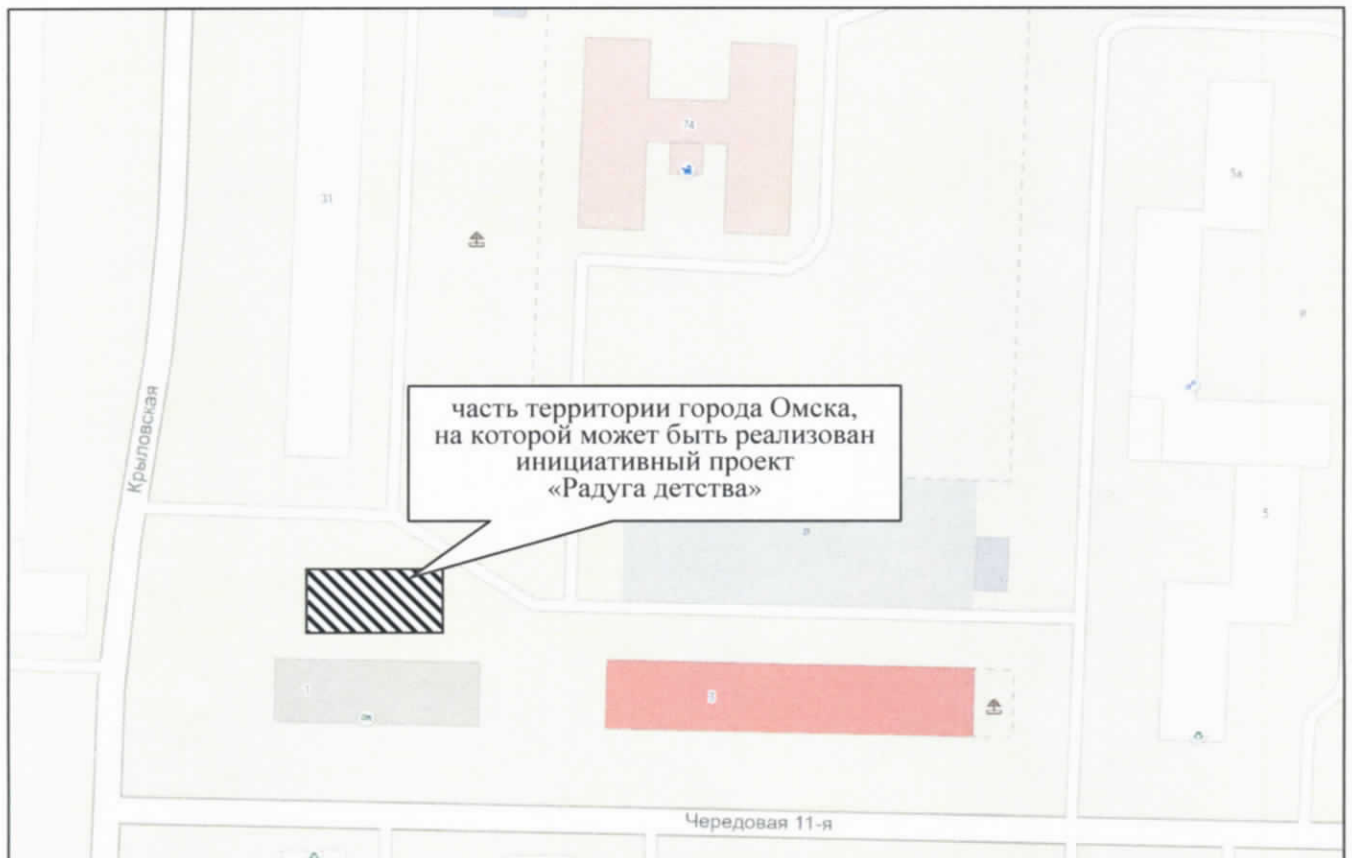 74
31
5а
Крыловская
часть территории города Омска,
на которой может быть реализован
инициативный проект
«Радуга детства»
5
1
Чередовая 11-я